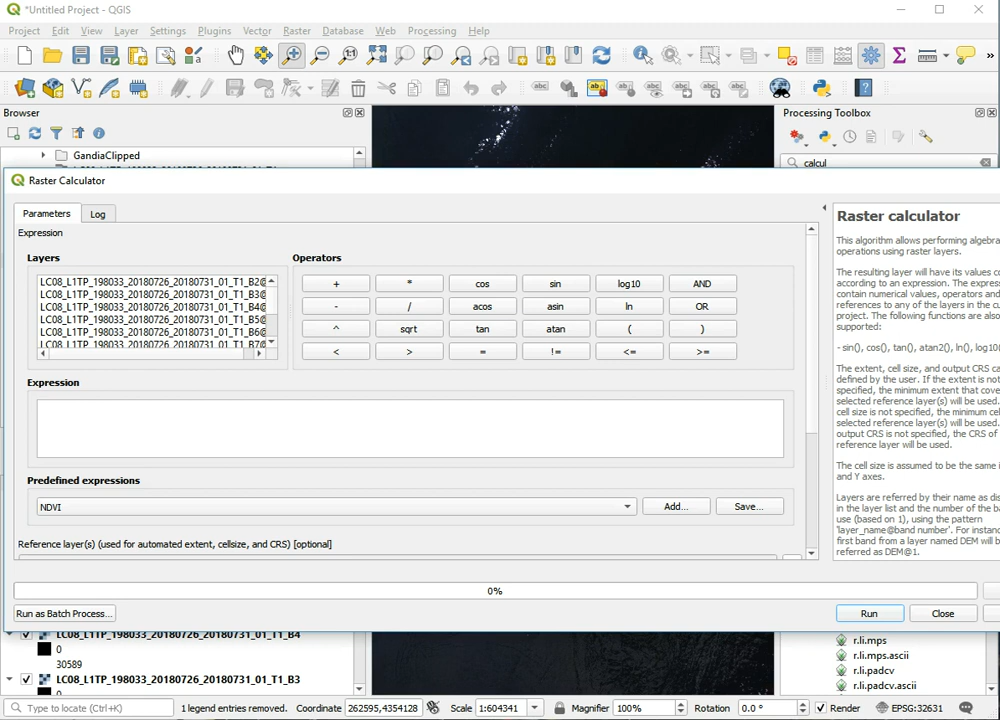 *Untitled Project - QGIS
Project Edit View Layer Settings Plugins Vector Raster Database Web Processing Help
Browser
Processing Toolbox
GandiaClipped
calcul
Raster Calculator
Parameters Log
Expression
Layers
Operators
LC08_L1TP_198033_20180726_20180731_01_T1_B2@
LC08_L1TP_198033_20180726_20180731_01_T1_B3@
LC08_L1TP_198033_20180726_20180731_01_T1_B4@
LC08_L1TP_198033_20180726_20180731_01_T1_B5@
LC08_L1TP_198033_20180726_20180731_01_T1_B6@
LC08_L1TP_198033_20180726_20180731_01_T1_B7@
+ * cos sin log10 AND
- / acos asin ln OR
^ sqrt tan atan ( )
< > = != <= >=
Expression
Predefined expressions
NDVI
Add...
Save...
Reference layer(s) (used for automated extent, cellsize, and CRS) [optional]
Raster calculator
This algorithm allows performing algebra
operations using raster layers.
The resulting layer will have its values co
according to an expression. The express
contain numerical values, operators and
references to any of the layers in the cu
project. The following functions are also
supported:
- sin(), cos(), tan(), atan2(), ln(), log10(
The extent, cell size, and output CRS ca
defined by the user. If the extent is not
specified, the minimum extent that cove
selected reference layer(s) will be used.
cell size is not specified, the minimum cel
selected reference layer(s) will be used.
output CRS is not specified, the CRS of
reference layer will be used.
The cell size is assumed to be the same i
and Y axes.
Layers are referred by their name as dis
in the layer list and the number of the ba
use (based on 1), using the pattern
'layer_name@band number'. For instanc
first band from a layer named DEM will b
referred as DEM@1.
0%
Run as Batch Process...
Run
Close
LC08_L1TP_198033_20180726_20180731_01_T1_B4
0
30589
LC08_L1TP_198033_20180726_20180731_01_T1_B3
0
r.li.mps
r.li.mps.ascii
r.li.padcv
r.li.padcv.ascii
Type to locate (Ctrl+K)
1 legend entries removed.
Coordinate 262595,4354128
Scale 1:604341
Magnifier 100%
Rotation 0.0 °
Render
EPSG:32631